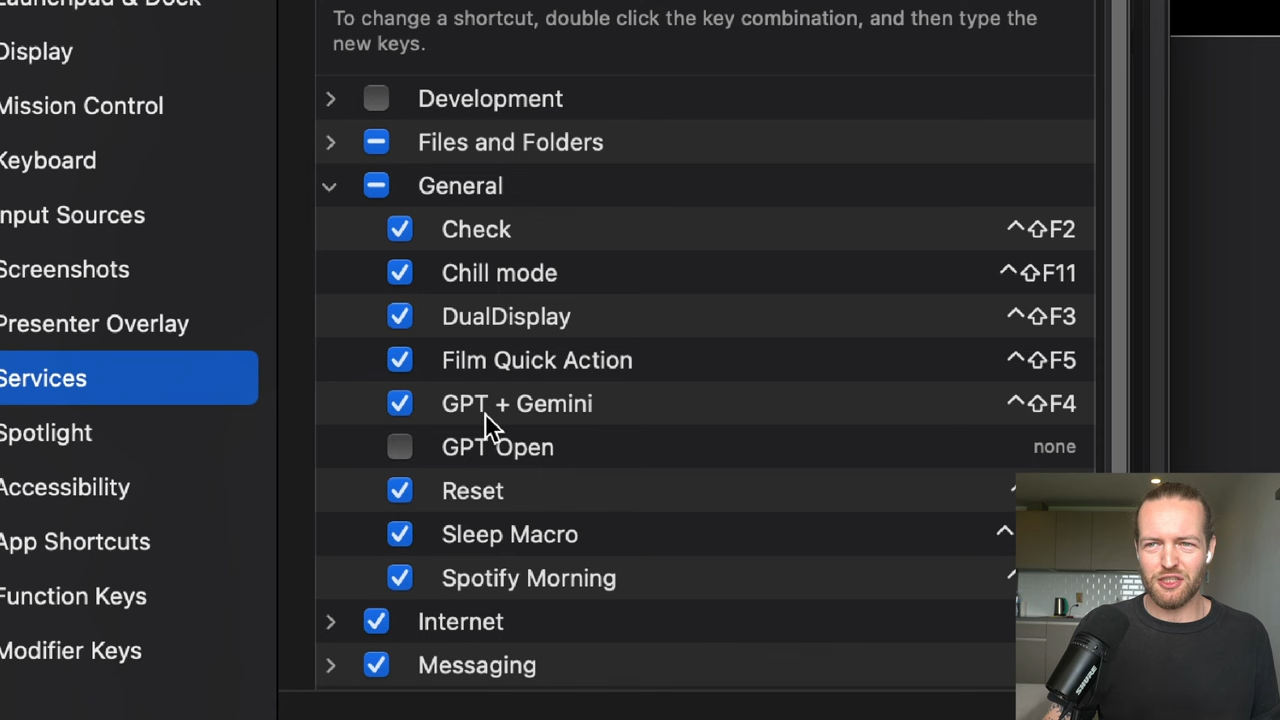 Launchpad & Dock
To change a shortcut, double click the key combination, and then type the
new keys.
Display
Mission Control
Keyboard
Input Sources
Screenshots
Presenter Overlay
Services
Spotlight
Accessibility
App Shortcuts
Function Keys
Modifier Keys
Development
Files and Folders
General
Check ^⇧F2
Chill mode ^⇧F11
DualDisplay ^⇧F3
Film Quick Action ^⇧F5
GPT + Gemini ^⇧F4
GPT Open none
Reset ^
Sleep Macro ^
Spotify Morning ^
Internet
Messaging
SHURE